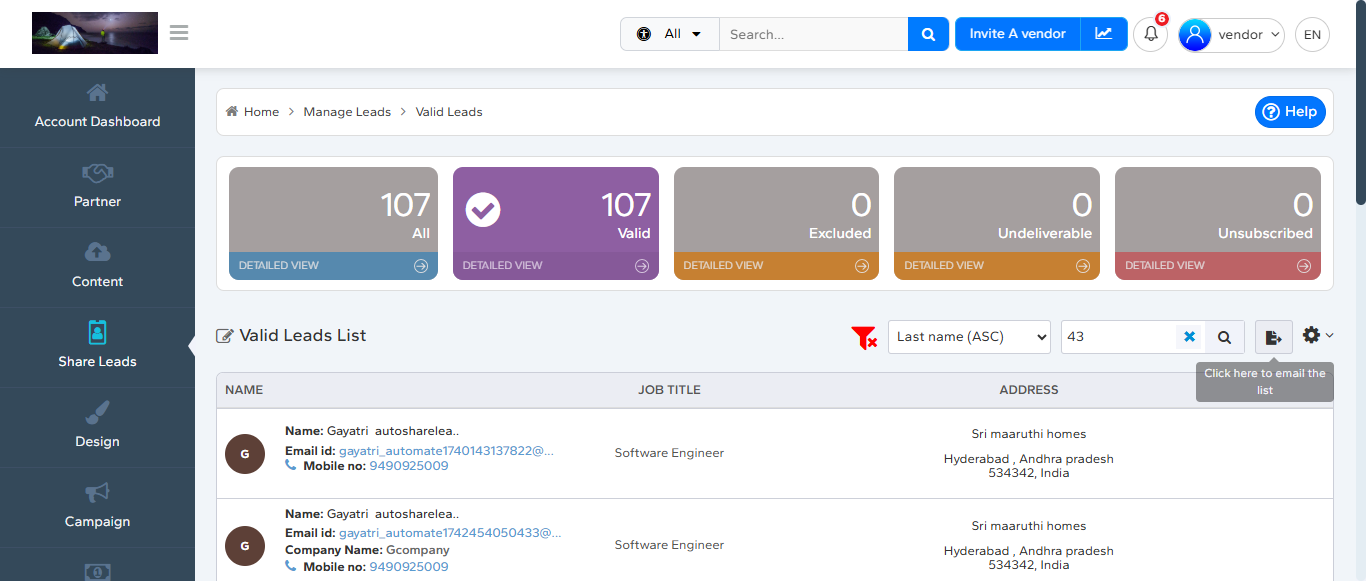 All
Search...
Invite A vendor
6
vendor
EN
Account Dashboard
Partner
Content
Share Leads
Design
Campaign
Home > Manage Leads > Valid Leads
Help
107
All
DETAILED VIEW
107
Valid
DETAILED VIEW
0
Excluded
DETAILED VIEW
0
Undeliverable
DETAILED VIEW
0
Unsubscribed
DETAILED VIEW
Valid Leads List
Last name (ASC)
43
Click here to email the
list
NAME JOB TITLE ADDRESS
G
Name: Gayatri autosharelea..
Email id: gayatri_automate1740143137822@...
Mobile no: 9490925009
Software Engineer
Sri maaruthi homes
Hyderabad , Andhra pradesh
534342, India
G
Name: Gayatri autosharelea..
Email id: gayatri_automate1742454050433@...
Company Name: Gcompany
Mobile no: 9490925009
Software Engineer
Sri maaruthi homes
Hyderabad , Andhra pradesh
534342, India